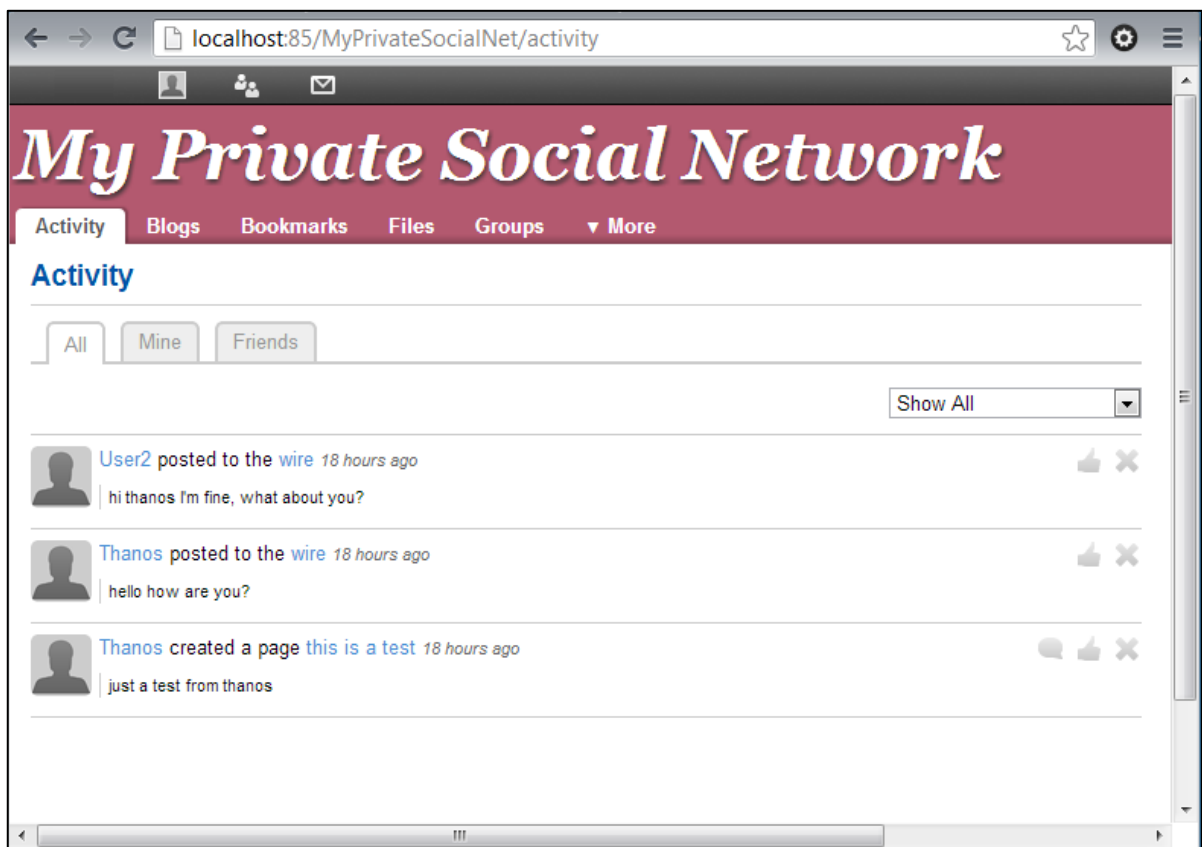 localhost:85/MyPrivateSocialNet/activity
My Private Social Network
Activity Blogs Bookmarks Files Groups ▾ More
Activity
All Mine Friends
Show All
User2 posted to the wire 18 hours ago
hi thanos I'm fine, what about you?
Thanos posted to the wire 18 hours ago
hello how are you?
Thanos created a page this is a test 18 hours ago
just a test from thanos